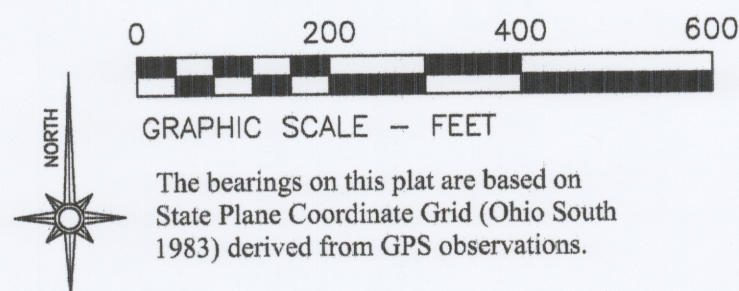 0 200 400 600
GRAPHIC SCALE – FEET
NORTH
The bearings on this plat are based on
State Plane Coordinate Grid (Ohio South
1983) derived from GPS observations.